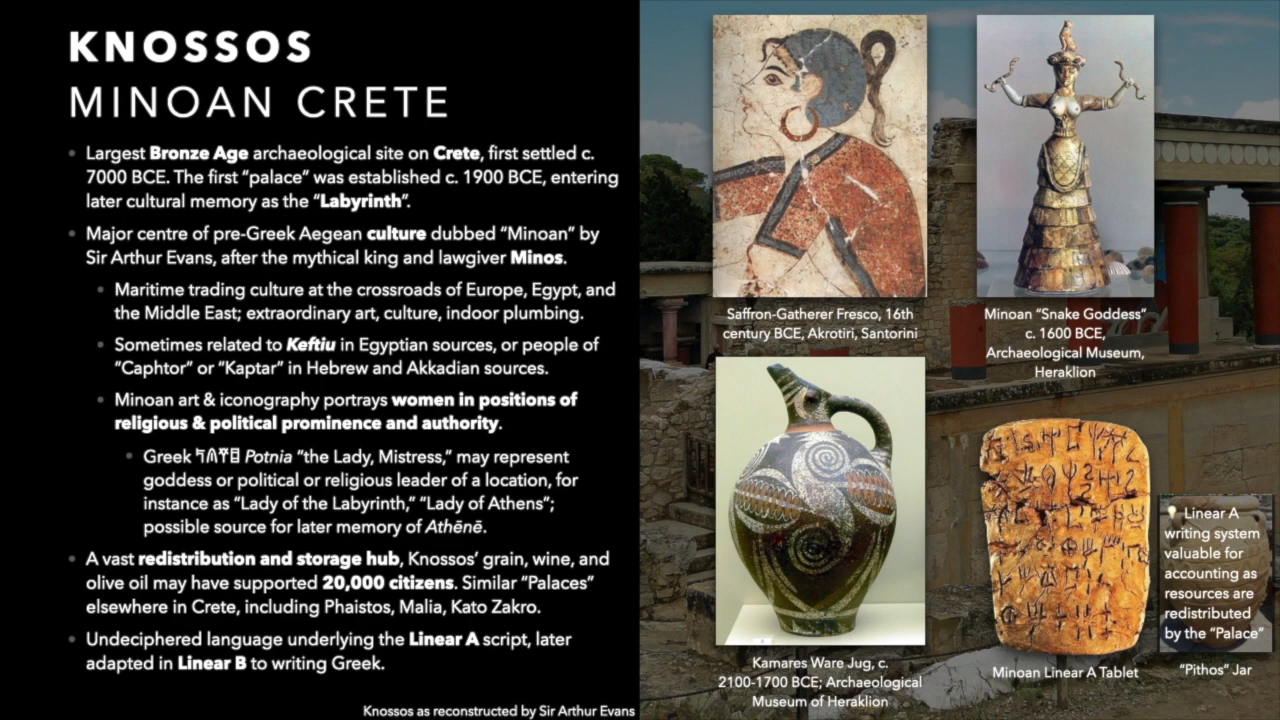 KNOSSOS
MINOAN CRETE
• Largest Bronze Age archaeological site on Crete, first settled c.
7000 BCE. The first “palace” was established c. 1900 BCE, entering
later cultural memory as the “Labyrinth”.
• Major centre of pre-Greek Aegean culture dubbed “Minoan” by
Sir Arthur Evans, after the mythical king and lawgiver Minos.
• Maritime trading culture at the crossroads of Europe, Egypt, and
the Middle East; extraordinary art, culture, indoor plumbing.
• Sometimes related to Keftiu in Egyptian sources, or people of
“Caphtor” or “Kaptar” in Hebrew and Akkadian sources.
• Minoan art & iconography portrays women in positions of
religious & political prominence and authority.
• Greek Potnia “the Lady, Mistress,” may represent
goddess or political or religious leader of a location, for
instance as “Lady of the Labyrinth,” “Lady of Athens”;
possible source for later memory of Athēnē.
• A vast redistribution and storage hub, Knossos’ grain, wine, and
olive oil may have supported 20,000 citizens. Similar “Palaces”
elsewhere in Crete, including Phaistos, Malia, Kato Zakro.
• Undeciphered language underlying the Linear A script, later
adapted in Linear B to writing Greek.
Knossos as reconstructed by Sir Arthur Evans
Saffron-Gatherer Fresco, 16th
century BCE, Akrotiri, Santorini
Minoan “Snake Goddess”
c. 1600 BCE,
Archaeological Museum,
Heraklion
Kamares Ware Jug, c.
2100-1700 BCE; Archaeological
Museum of Heraklion
Minoan Linear A Tablet
Linear A
writing system
valuable for
accounting as
resources are
redistributed
by the “Palace”
“Pithos” Jar